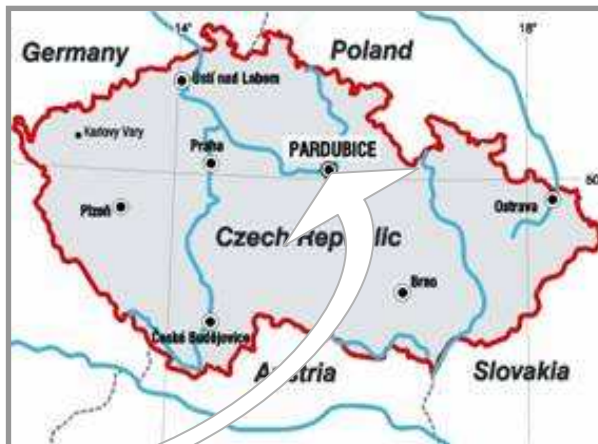 14°
18°
Germany
Poland
Ústí nad Labem
Karlovy Vary
Praha
PARDUBICE
Plzeň
Ostrava
Czech Republic
Brno
České Budějovice
Austria
Slovakia